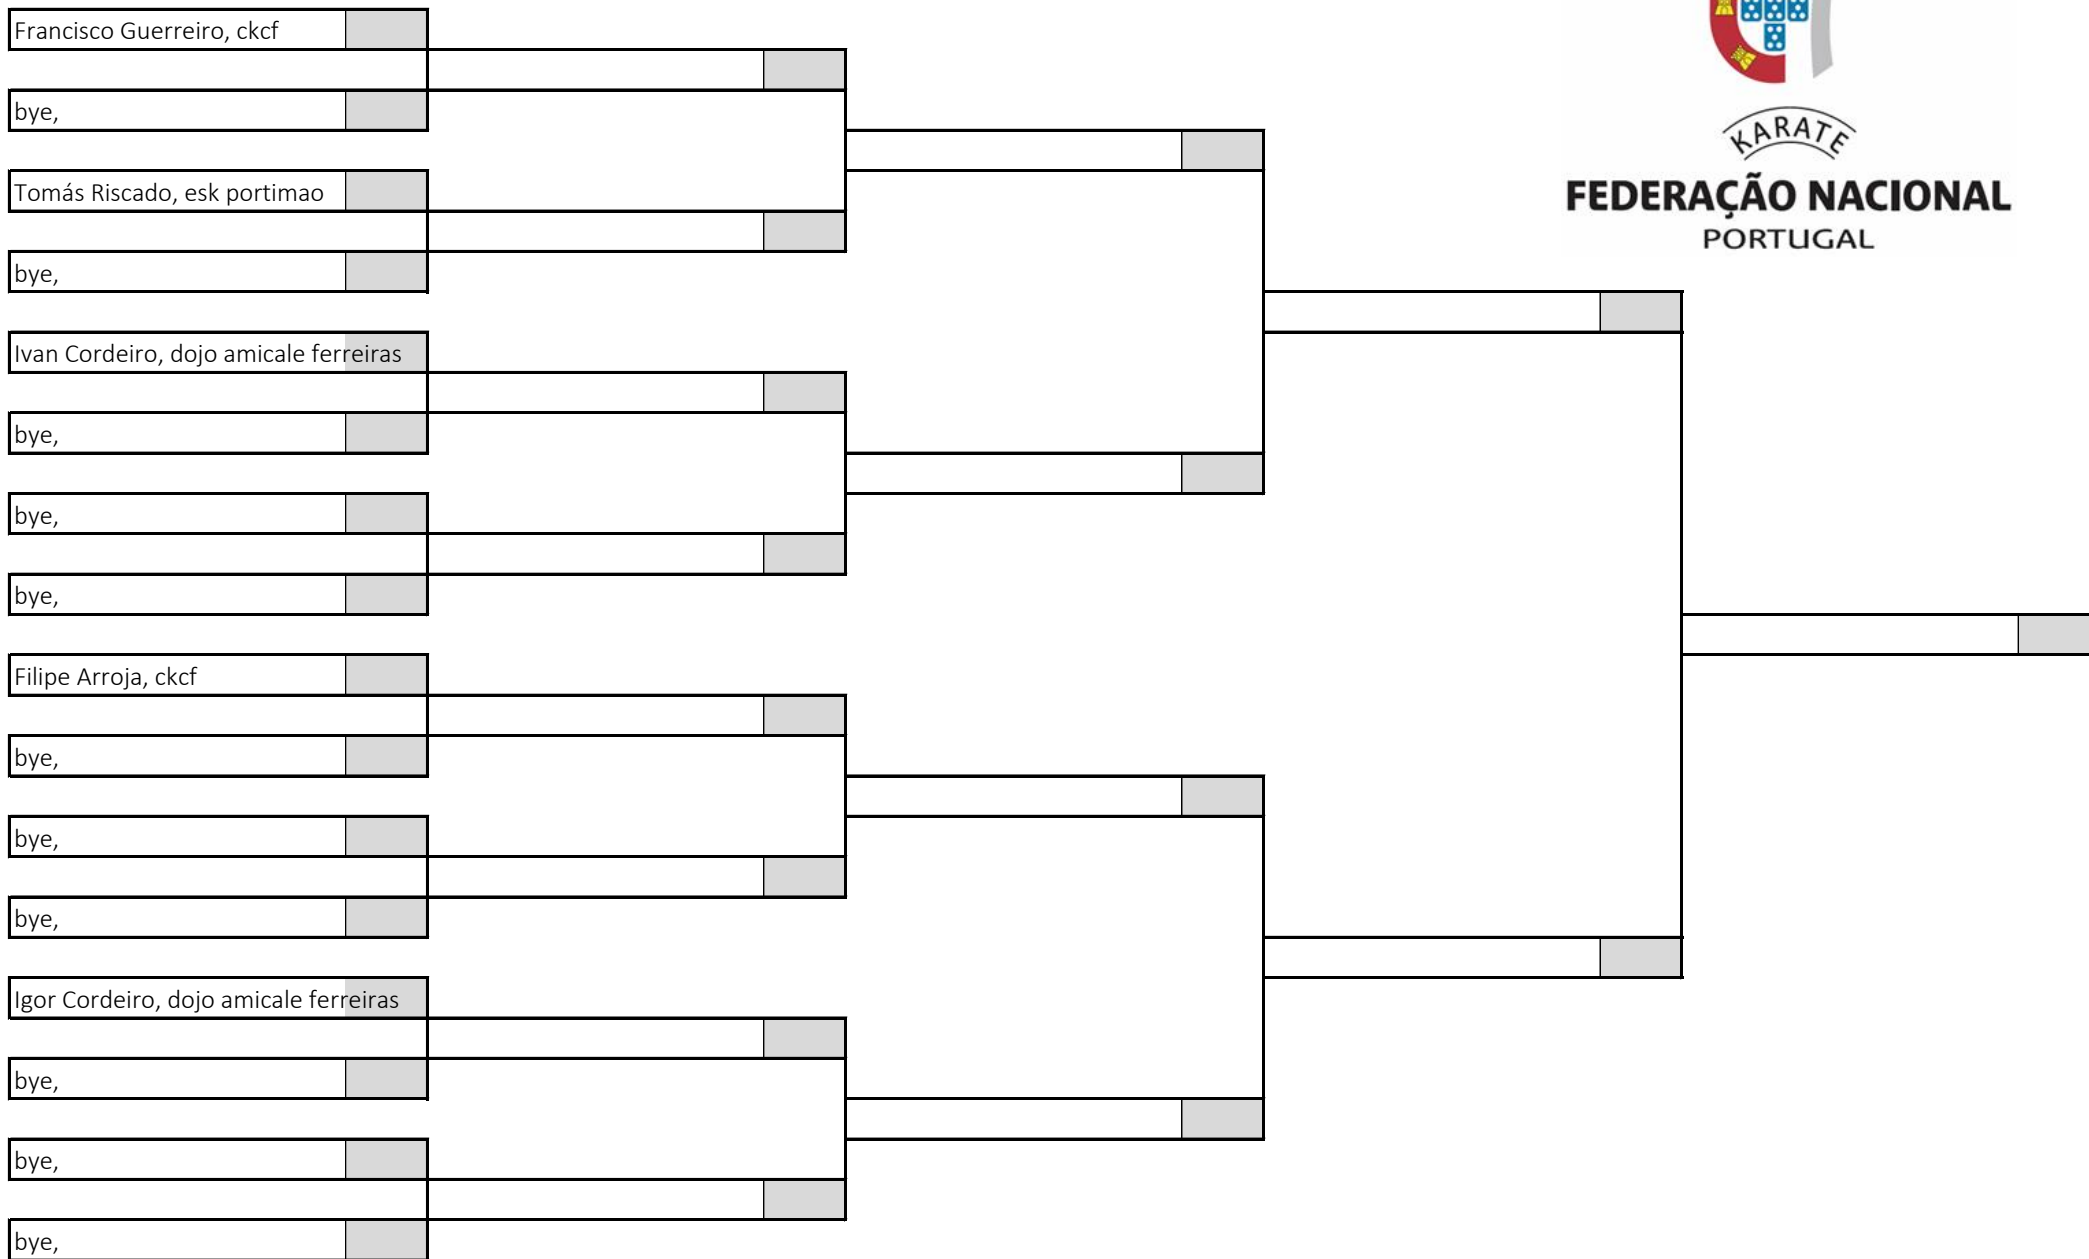 Francisco Guerreiro, ckcf
bye,
Tomás Riscado, esk portimao
bye,
Ivan Cordeiro, dojo amicale ferreiras
bye,
bye,
bye,
Filipe Arroja, ckcf
bye,
bye,
bye,
Igor Cordeiro, dojo amicale ferreiras
bye,
bye,
bye,
KARATE
FEDERAÇÃO NACIONAL
PORTUGAL